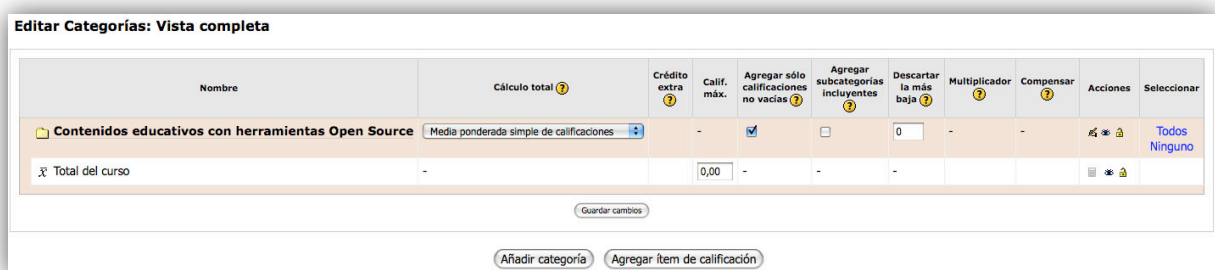 Editar Categorías: Vista completa
Nombre Cálculo total ? Crédito extra ? Calif. máx. Agregar sólo calificaciones no vacías ? Agregar subcategorías incluyentes ? Descartar la más baja ? Multiplicador ? Compensar ? Acciones Seleccionar
Contenidos educativos con herramientas Open Source Media ponderada simple de calificaciones - 0 - - Todos
Ninguno
x̄ Total del curso - 0,00 - - -
Guardar cambios
Añadir categoría Agregar ítem de calificación